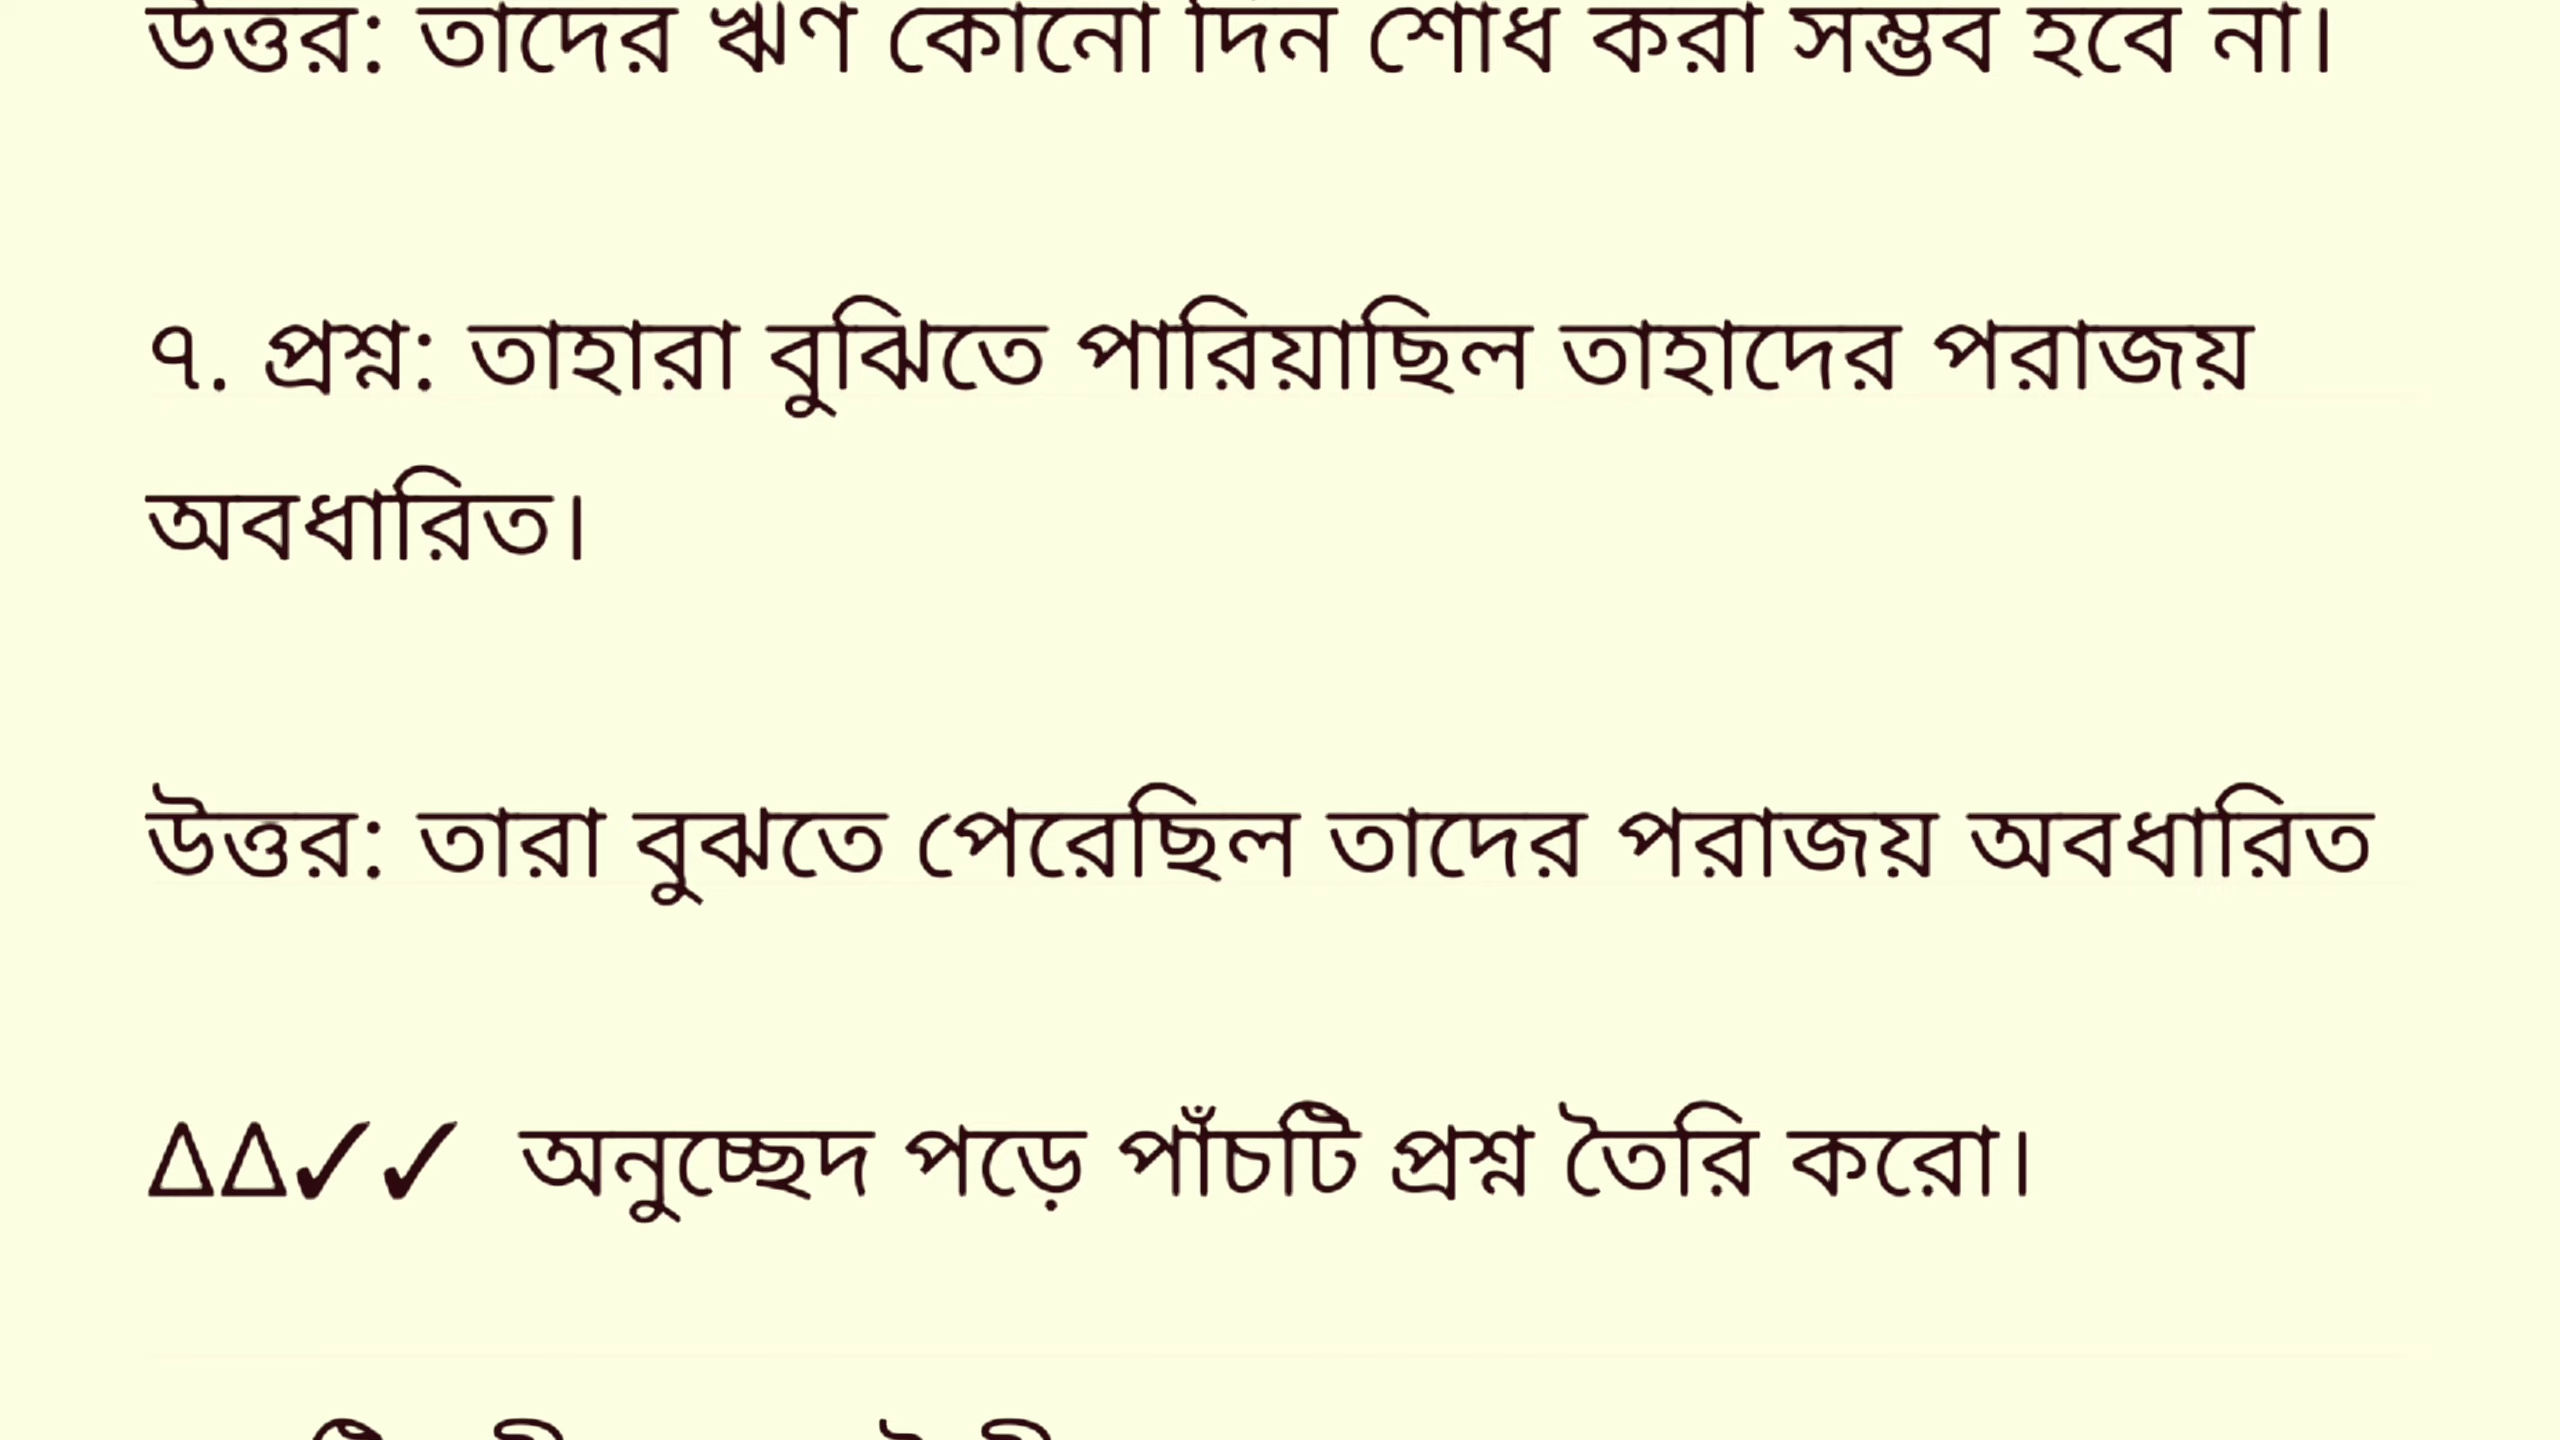 উত্তর: তাদের ঋণ কোনো দিন শোধ করা সম্ভব হবে না।
৭. প্রশ্ন: তাহারা বুঝিতে পারিয়াছিল তাহাদের পরাজয়
অবধারিত।
উত্তর: তারা বুঝতে পেরেছিল তাদের পরাজয় অবধারিত
∆∆✓✓ অনুচ্ছেদ পড়ে পাঁচটি প্রশ্ন তৈরি করো।